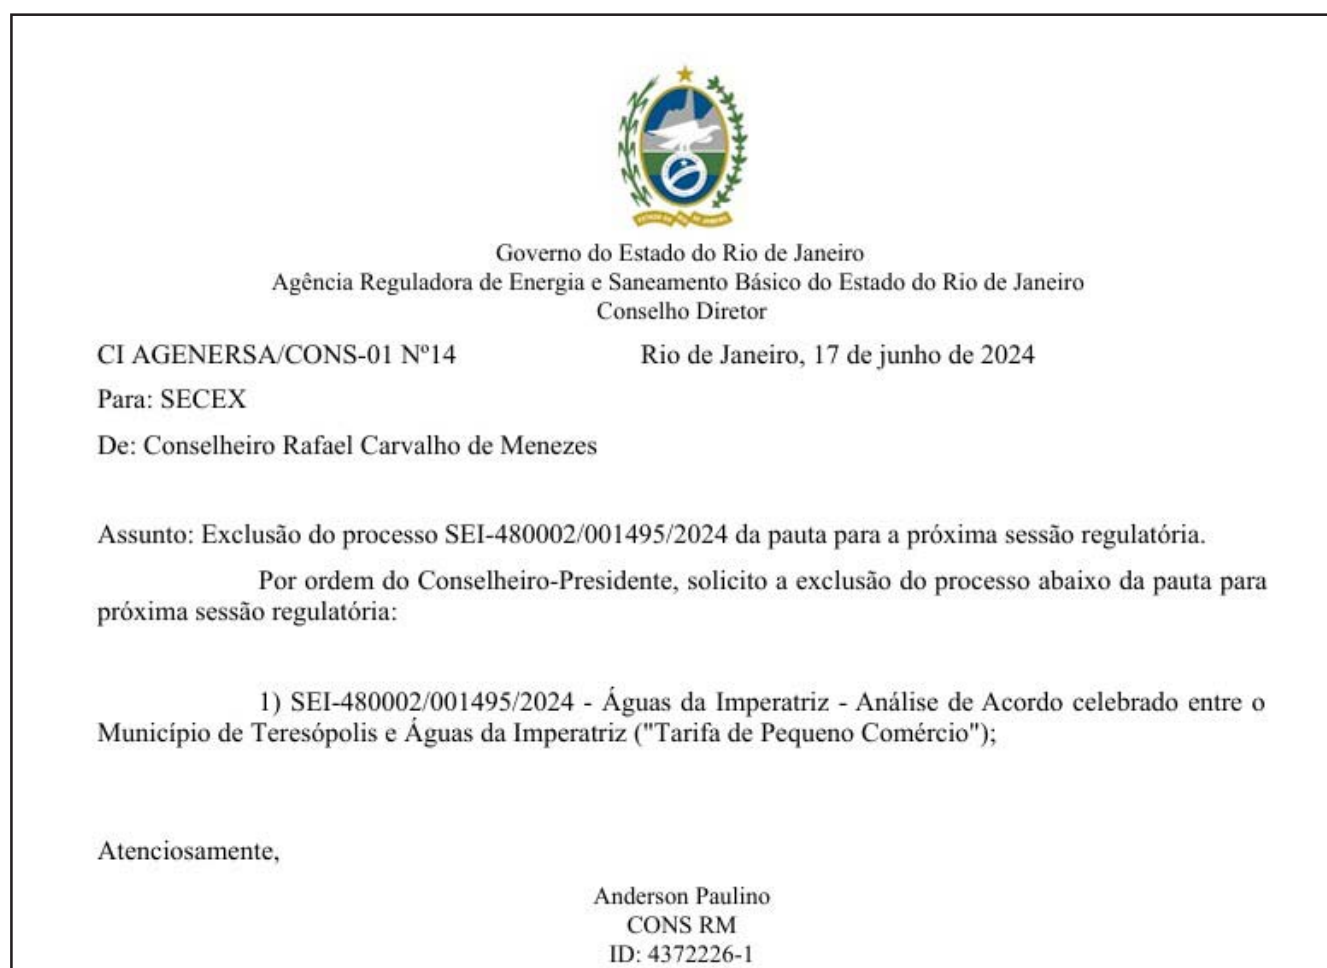 Governo do Estado do Rio de Janeiro
Agência Reguladora de Energia e Saneamento Básico do Estado do Rio de Janeiro
Conselho Diretor
CI AGENERSA/CONS-01 Nº14 Rio de Janeiro, 17 de junho de 2024
Para: SECEX
De: Conselheiro Rafael Carvalho de Menezes
Assunto: Exclusão do processo SEI-480002/001495/2024 da pauta para a próxima sessão regulatória.
Por ordem do Conselheiro-Presidente, solicito a exclusão do processo abaixo da pauta para
próxima sessão regulatória:
1) SEI-480002/001495/2024 - Águas da Imperatriz - Análise de Acordo celebrado entre o
Município de Teresópolis e Águas da Imperatriz ("Tarifa de Pequeno Comércio");
Atenciosamente,
Anderson Paulino
CONS RM
ID: 4372226-1